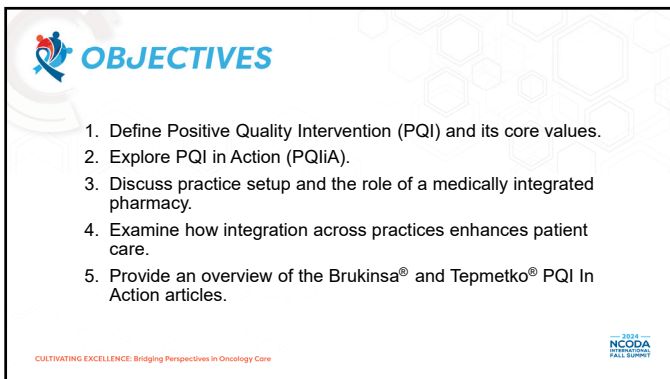 OBJECTIVES
1. Define Positive Quality Intervention (PQI) and its core values.
2. Explore PQI in Action (PQIiA).
3. Discuss practice setup and the role of a medically integrated
pharmacy.
4. Examine how integration across practices enhances patient
care.
5. Provide an overview of the Brukinsa® and Tepmetko® PQI In
Action articles.
CULTIVATING EXCELLENCE: Bridging Perspectives in Oncology Care
2024
NCODA
INTERNATIONAL
FALL SUMMIT